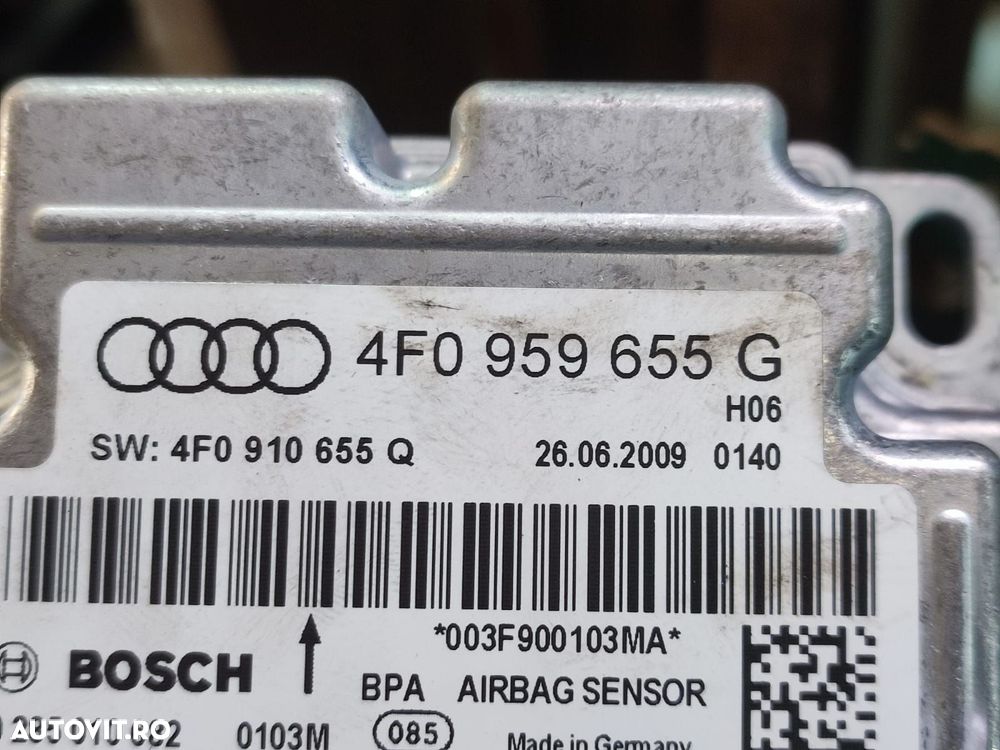 4F0 959 655 G
H06
SW: 4F0 910 655 Q 26.06.2009 0140
*003F900103MA*
BOSCH
BPA AIRBAG SENSOR
0103M 085
Made in Germany
AUTOVIT.RO